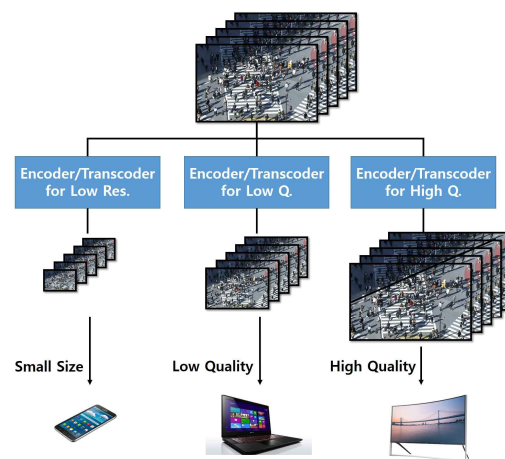 Encoder/Transcoder
for Low Res.
Encoder/Transcoder
for Low Q.
Encoder/Transcoder
for High Q.
Small Size
Low Quality
High Quality